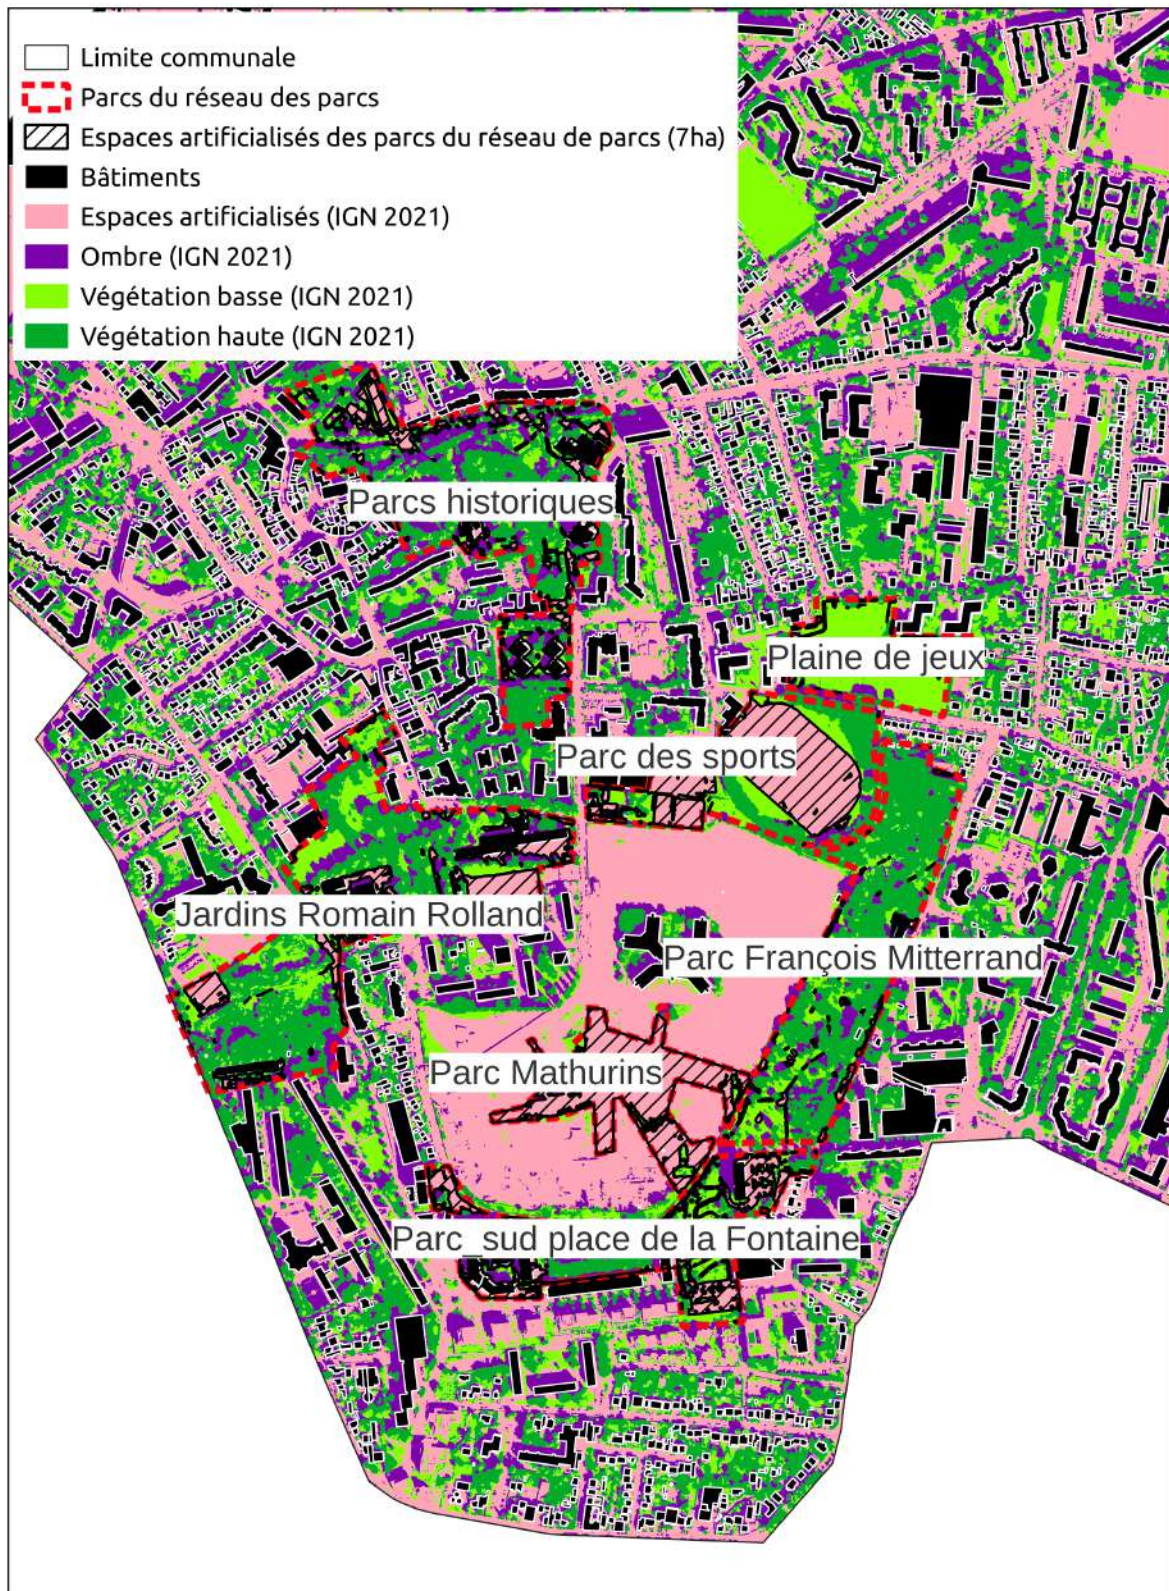 Limite communale
Parcs du réseau des parcs
Espaces artificialisés des parcs du réseau de parcs (7ha)
Bâtiments
Espaces artificialisés (IGN 2021)
Ombre (IGN 2021)
Végétation basse (IGN 2021)
Végétation haute (IGN 2021)
Parcs historiques
Plaine de jeux
Parc des sports
Jardins Romain Rolland
Parc François Mitterrand
Parc Mathurins
Parc_sud place de la Fontaine